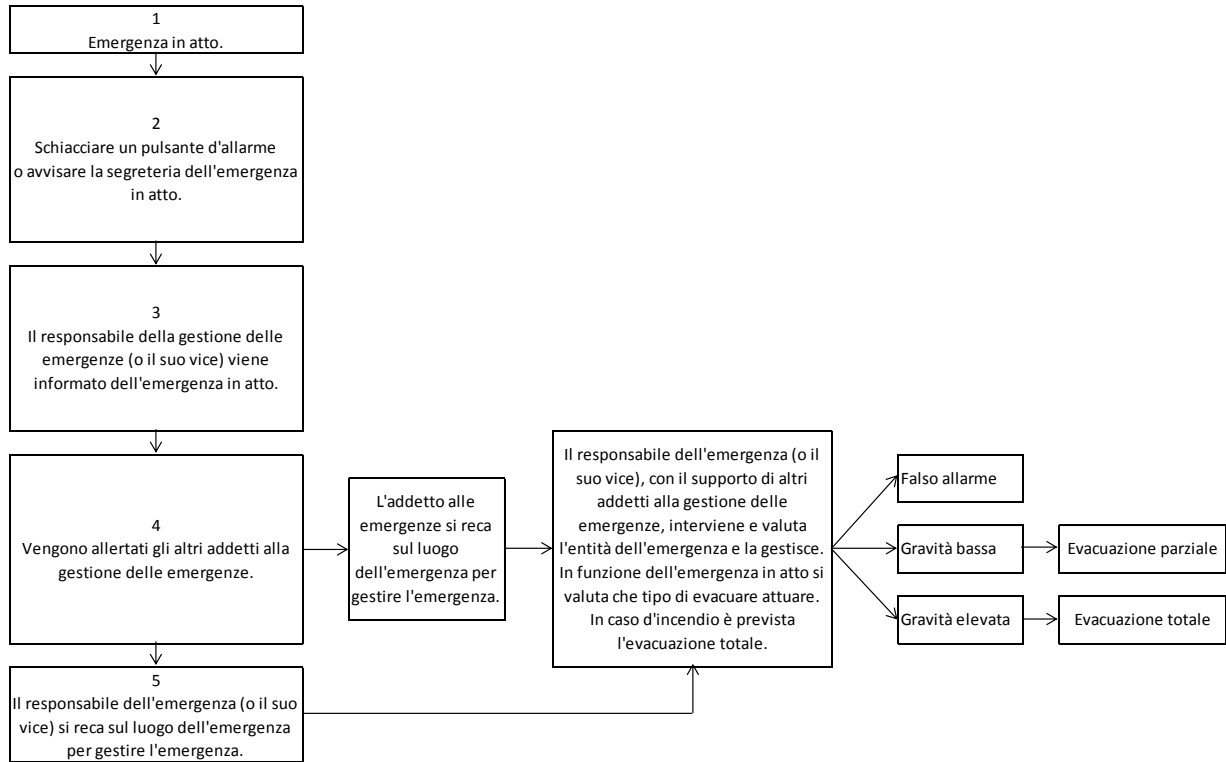 1
Emergenza in atto.
2
Schiacciare un pulsante d'allarme
o avvisare la segreteria dell'emergenza
in atto.
3
Il responsabile della gestione delle
emergenze (o il suo vice) viene
informato dell'emergenza in atto.
4
Vengono allertati gli altri addetti alla
gestione delle emergenze.
5
Il responsabile dell'emergenza (o il suo
vice) si reca sul luogo dell'emergenza
per gestire l'emergenza.
L'addetto alle
emergenze si reca
sul luogo
dell'emergenza per
gestire l'emergenza.
Il responsabile dell'emergenza (o il
suo vice), con il supporto di altri
addetti alla gestione delle
emergenze, interviene e valuta
l'entità dell'emergenza e la gestisce.
In funzione dell'emergenza in atto si
valuta che tipo di evacuare attuare.
In caso d'incendio è prevista
l'evacuazione totale.
Falso allarme
Gravità bassa
Evacuazione parziale
Gravità elevata
Evacuazione totale